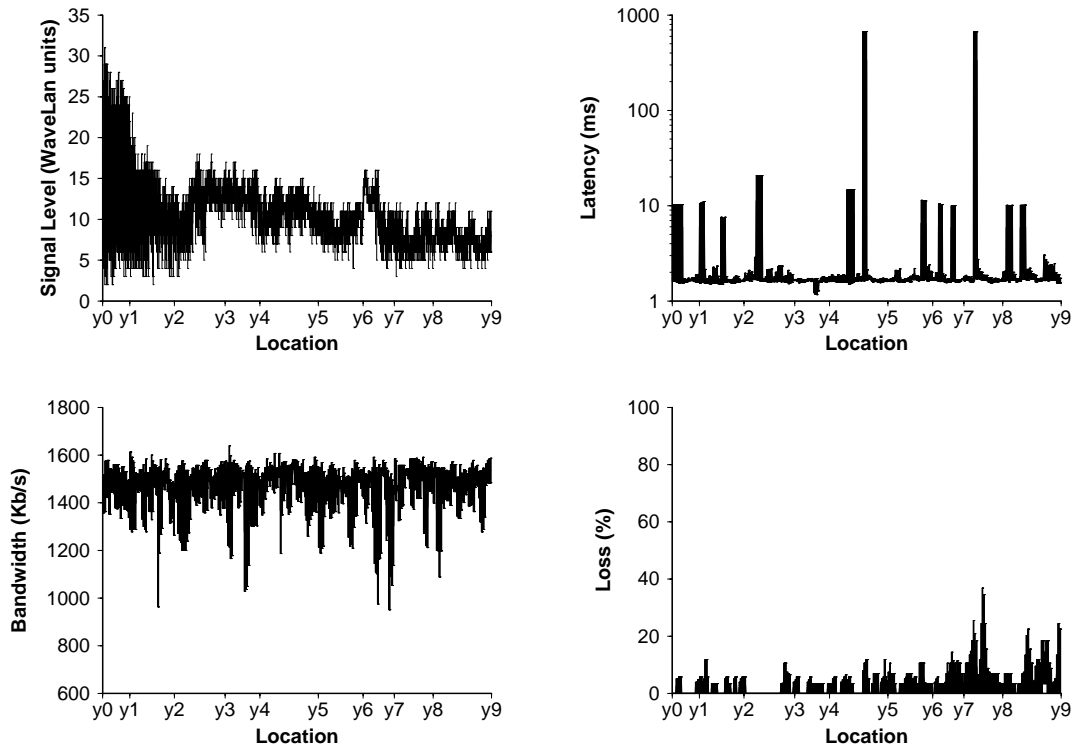 Signal Level (WaveLan units)
35
30
25
20
15
10
5
0
y0 y1 y2 y3 y4 y5 y6 y7 y8 y9
Location
Latency (ms)
1000
100
10
1
y0 y1 y2 y3 y4 y5 y6 y7 y8 y9
Location
Bandwidth (Kb/s)
1800
1600
1400
1200
1000
800
600
y0 y1 y2 y3 y4 y5 y6 y7 y8 y9
Location
Loss (%)
100
80
60
40
20
0
y0 y1 y2 y3 y4 y5 y6 y7 y8 y9
Location